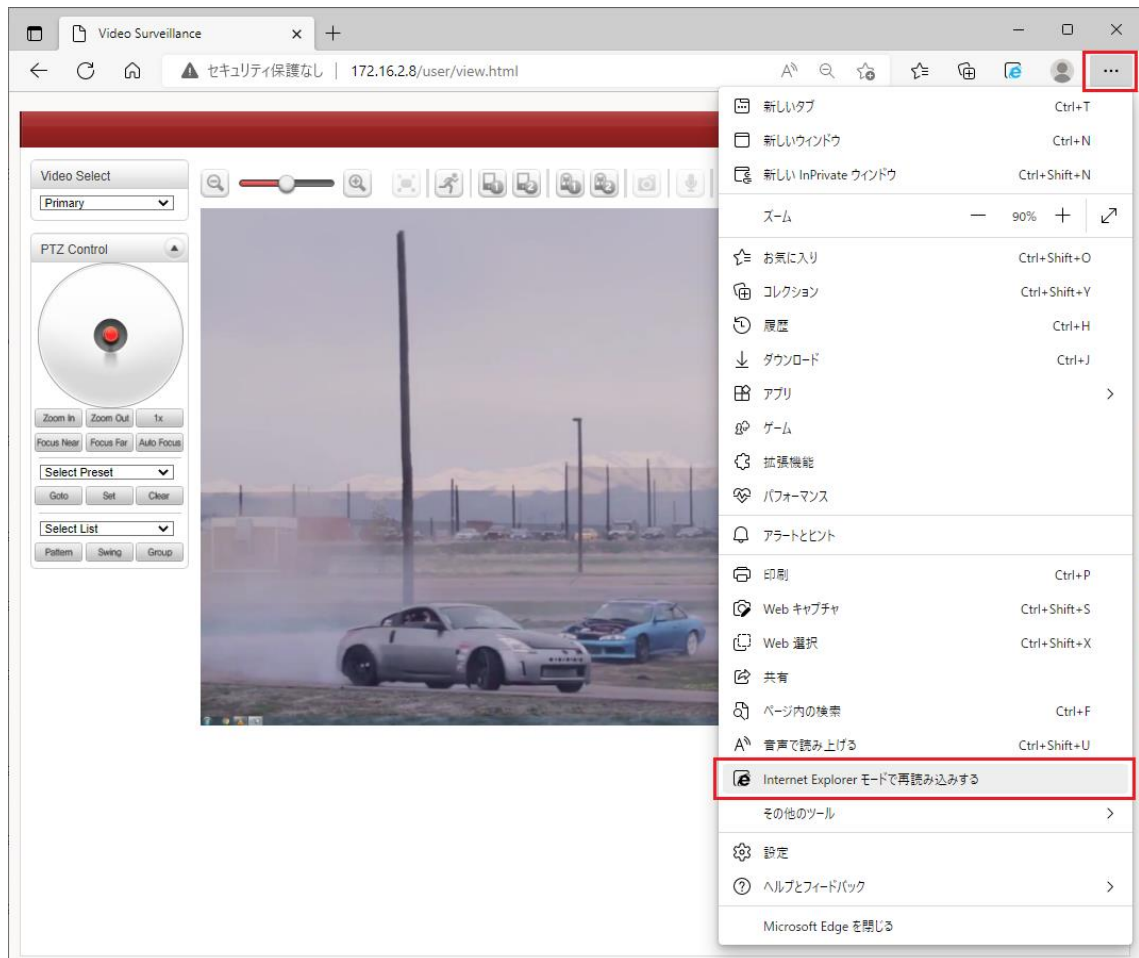 Video Surveillance
セキュリティ保護なし | 172.16.2.8/user/view.html
Video Select
Primary
PTZ Control
Zoom In Zoom Out 1x
Focus Near Focus Far Auto Focus
Select Preset
Goto Set Clear
Select List
Pattern Swing Group
新しいタブ Ctrl+T
新しいウィンドウ Ctrl+N
新しい InPrivate ウィンドウ Ctrl+Shift+N
ズーム 90%
お気に入り Ctrl+Shift+O
コレクション Ctrl+Shift+Y
履歴 Ctrl+H
ダウンロード Ctrl+J
アプリ
ゲーム
拡張機能
パフォーマンス
アラートとヒント
印刷 Ctrl+P
Web キャプチャ Ctrl+Shift+S
Web 選択 Ctrl+Shift+X
共有
ページ内の検索 Ctrl+F
音声で読み上げる Ctrl+Shift+U
Internet Explorer モードで再読み込みする
その他のツール
設定
ヘルプとフィードバック
Microsoft Edge を閉じる